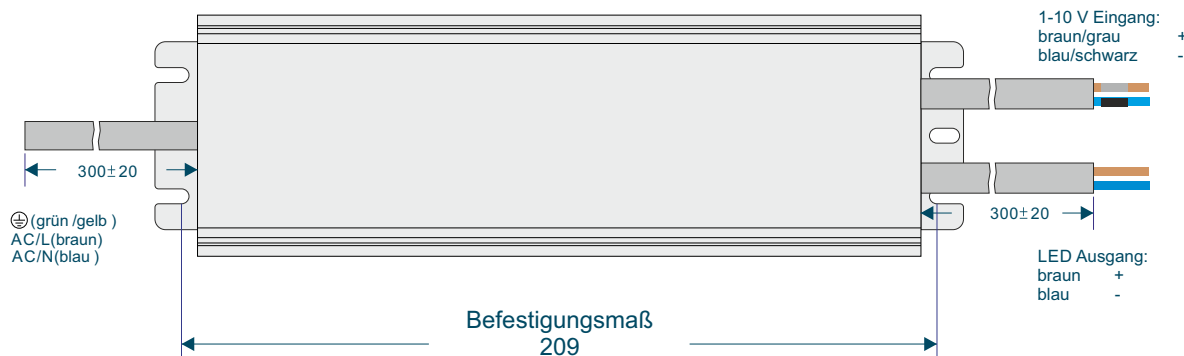 1-10 V Eingang:
braun/grau +
blau/schwarz -
300±20
(grün /gelb )
AC/L(braun)
AC/N(blau )
300±20
LED Ausgang:
braun +
blau -
Befestigungsmaß
209